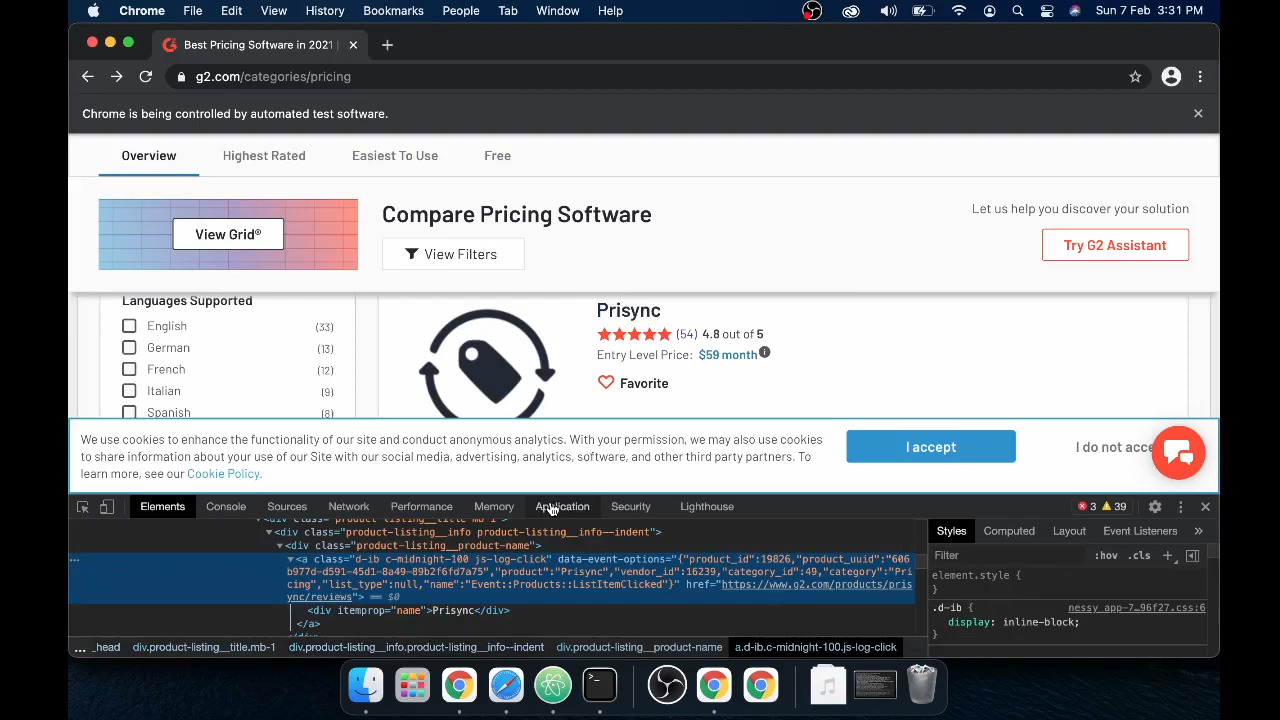 Chrome File Edit View History Bookmarks People Tab Window Help Sun 7 Feb 3:31 PM
Best Pricing Software in 2021 |
g2.com/categories/pricing
Chrome is being controlled by automated test software.
Overview Highest Rated Easiest To Use Free
View Grid®
Compare Pricing Software
View Filters
Let us help you discover your solution
Try G2 Assistant
Languages Supported
English (33)
German (13)
French (12)
Italian (9)
Spanish (8)
Prisync
(54) 4.8 out of 5
Entry Level Price: $59 month
Favorite
We use cookies to enhance the functionality of our site and conduct anonymous analytics. With your permission, we may also use cookies
to share information about your use of our Site with our social media, advertising, analytics, software, and other third party partners. To
learn more, see our Cookie Policy.
I accept
I do not acce
Elements Console Sources Network Performance Memory Application Security Lighthouse 3 39
<div class="product-listing__title mb-1">
<div class="product-listing__info product-listing__info--indent">
<div class="product-listing__product-name">
<a class="d-ib c-midnight-100 js-log-click" data-event-options="{"product_id":19826,"product_uuid":"606
b977d-d591-45d1-8a49-89b2f6fd7a75","product":"Prisync","vendor_id":16239,"category_id":49,"category":"Pri
cing","list_type":null,"name":"Event::Products::ListItemClicked"}" href="https://www.g2.com/products/pris
ync/reviews"> == $0
<div itemprop="name">Prisync</div>
</a>
</div>
... _head div.product-listing__title.mb-1 div.product-listing__info.product-listing__info--indent div.product-listing__product-name a.d-ib.c-midnight-100.js-log-click
Styles Computed Layout Event Listeners »
Filter :hov .cls +
element.style {
}
.d-ib { nessy_app-7…96f27.css:6
display: inline-block;
}